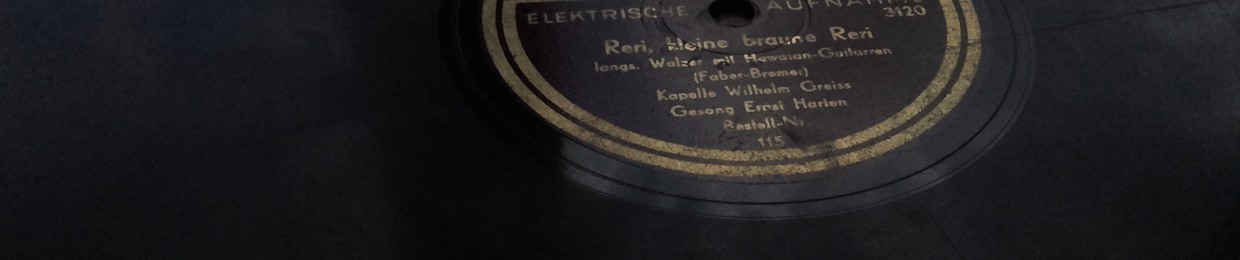 ELEKTRISCHE AUFNAHME
3120
Reri, kleine braune Reri
langs. Walzer mit Hawaian-Guitarren
(Faber-Bremer)
Kapelle Wilhelm Greiss
Gesang Ernst Harten
Bestell-Nr.
115